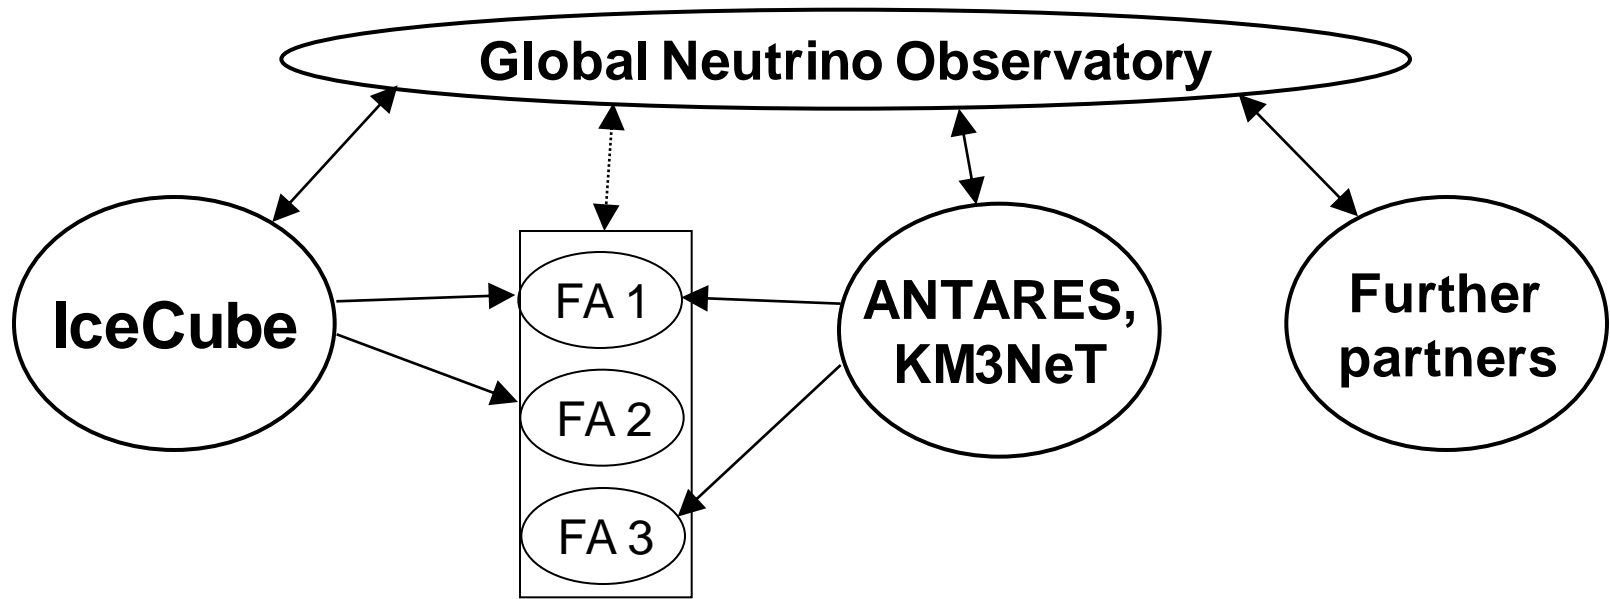 Global Neutrino Observatory
IceCube
FA 1
FA 2
FA 3
ANTARES,
KM3NeT
Further
partners